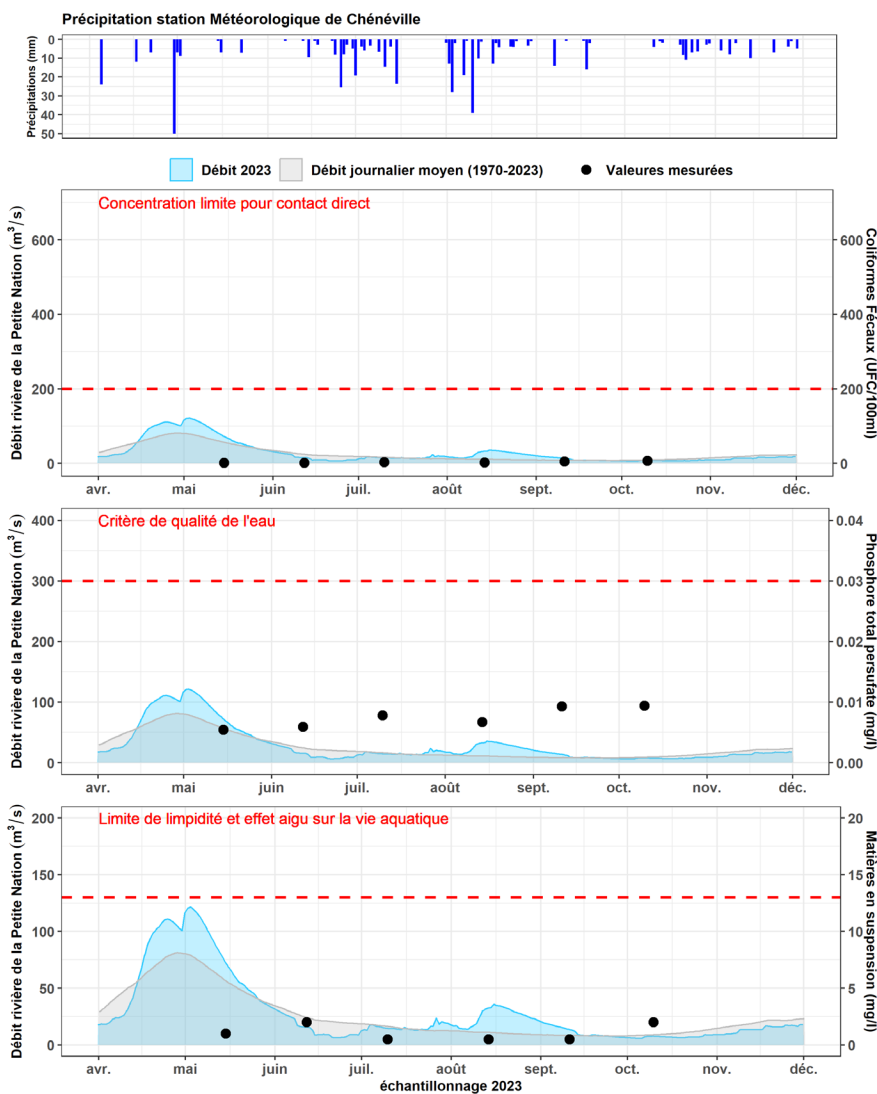 Précipitation station Météorologique de Chénéville
Précipitations (mm)
0
10
20
30
40
50
Débit 2023
Débit journalier moyen (1970-2023)
Valeures mesurées
Débit rivière de la Petite Nation (m³/s)
Concentration limite pour contact direct
600
400
200
0
600
400
200
0
Coliformes Fécaux (UFC/100ml)
avr. mai juin juil. août sept. oct. nov. déc.
Débit rivière de la Petite Nation (m³/s)
Critère de qualité de l'eau
400
300
200
100
0
0.04
0.03
0.02
0.01
0.00
Phosphore total persufate (mg/l)
avr. mai juin juil. août sept. oct. nov. déc.
Débit rivière de la Petite Nation (m³/s)
Limite de limpidité et effet aigu sur la vie aquatique
200
150
100
50
0
20
15
10
5
0
Matières en suspension (mg/l)
avr. mai juin juil. août sept. oct. nov. déc.
échantillonnage 2023